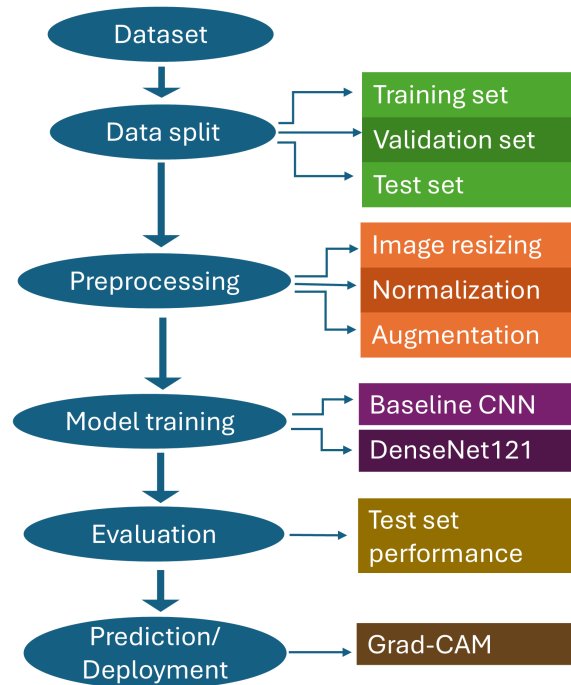 Dataset
Data split
Training set
Validation set
Test set
Preprocessing
Image resizing
Normalization
Augmentation
Model training
Baseline CNN
DenseNet121
Evaluation
Test set
performance
Prediction/
Deployment
Grad-CAM